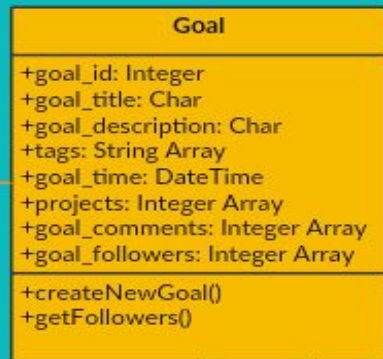 Goal
+goal_id: Integer
+goal_title: Char
+goal_description: Char
+tags: String Array
+goal_time: DateTime
+projects: Integer Array
+goal_comments: Integer Array
+goal_followers: Integer Array
+createNewGoal()
+getFollowers()